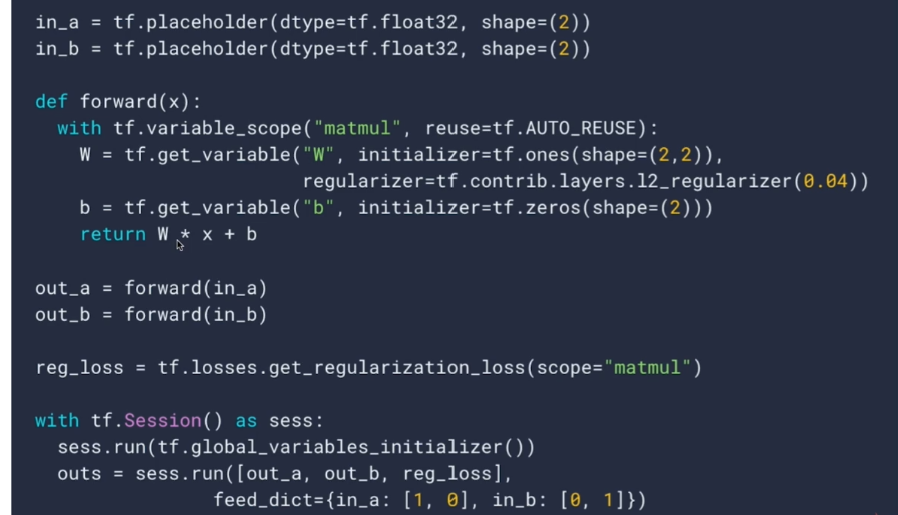 in_a = tf.placeholder(dtype=tf.float32, shape=(2))
in_b = tf.placeholder(dtype=tf.float32, shape=(2))
def forward(x):
with tf.variable_scope("matmul", reuse=tf.AUTO_REUSE):
W = tf.get_variable("W", initializer=tf.ones(shape=(2,2)),
regularizer=tf.contrib.layers.l2_regularizer(0.04))
b = tf.get_variable("b", initializer=tf.zeros(shape=(2)))
return W * x + b
out_a = forward(in_a)
out_b = forward(in_b)
reg_loss = tf.losses.get_regularization_loss(scope="matmul")
with tf.Session() as sess:
sess.run(tf.global_variables_initializer())
outs = sess.run([out_a, out_b, reg_loss],
feed_dict={in_a: [1, 0], in_b: [0, 1]})